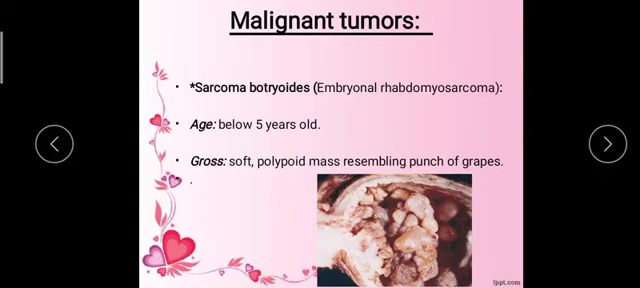 Malignant tumors:
• *Sarcoma botryoides (Embryonal rhabdomyosarcoma):
• Age: below 5 years old.
• Gross: soft, polypoid mass resembling punch of grapes.
• .
fppt.com